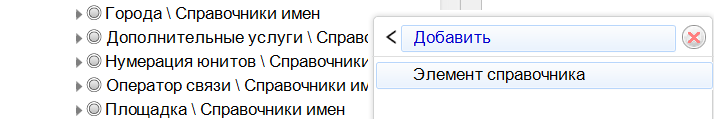 Города \ Справочники имен
Дополнительные услуги \ Справо
Нумерация юнитов \ Справочники
Оператор связи \ Справочники им
Площадка \ Справочники имен
Добавить
Элемент справочника